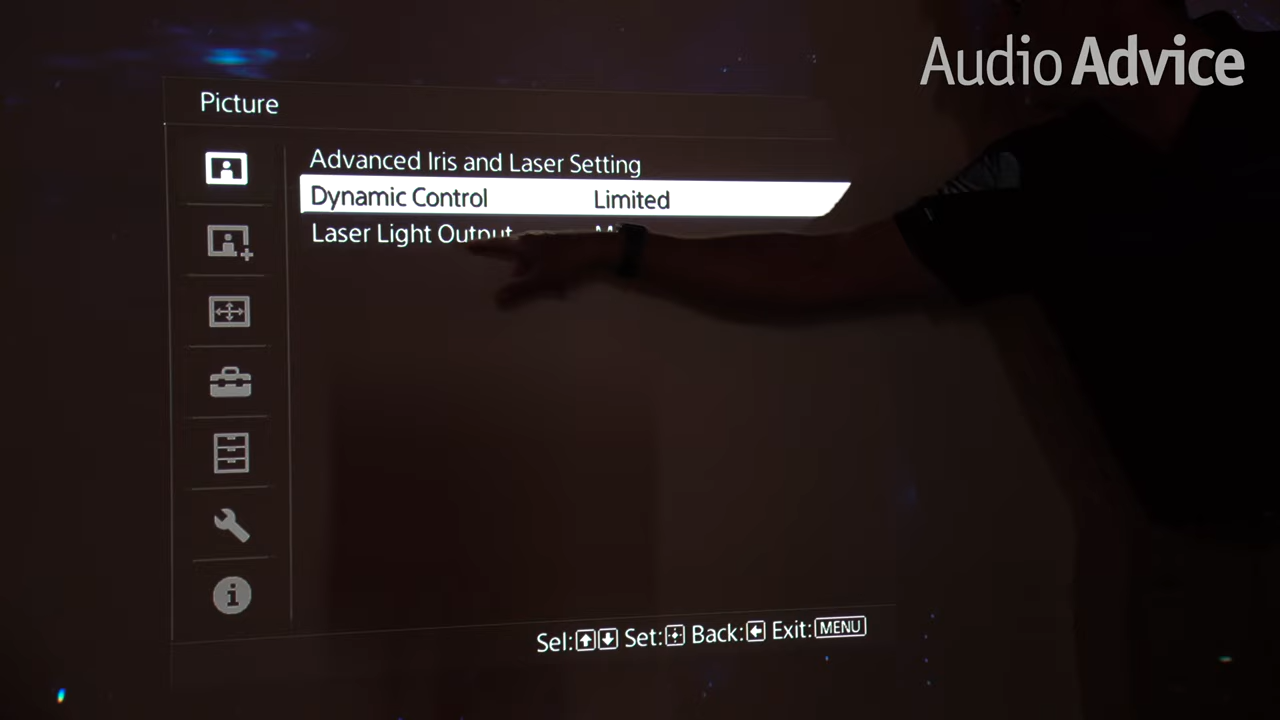 Audio Advice
Picture
Advanced Iris and Laser Setting
Dynamic Control Limited
Laser Light Output
Sel: Set: Back: Exit: MENU